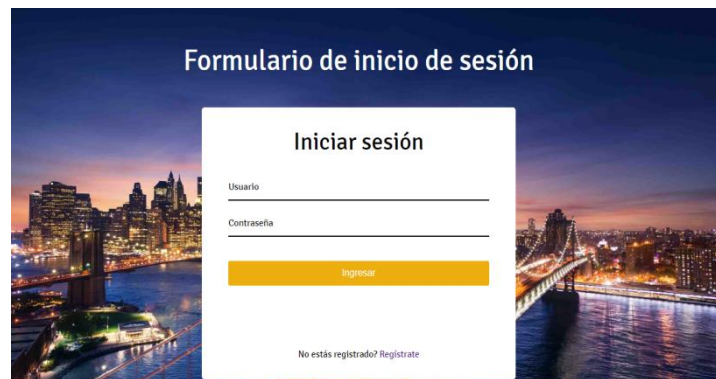 Formulario de inicio de sesión
Iniciar sesión
Usuario
Contraseña
Ingresar
No estás registrado? Registrate